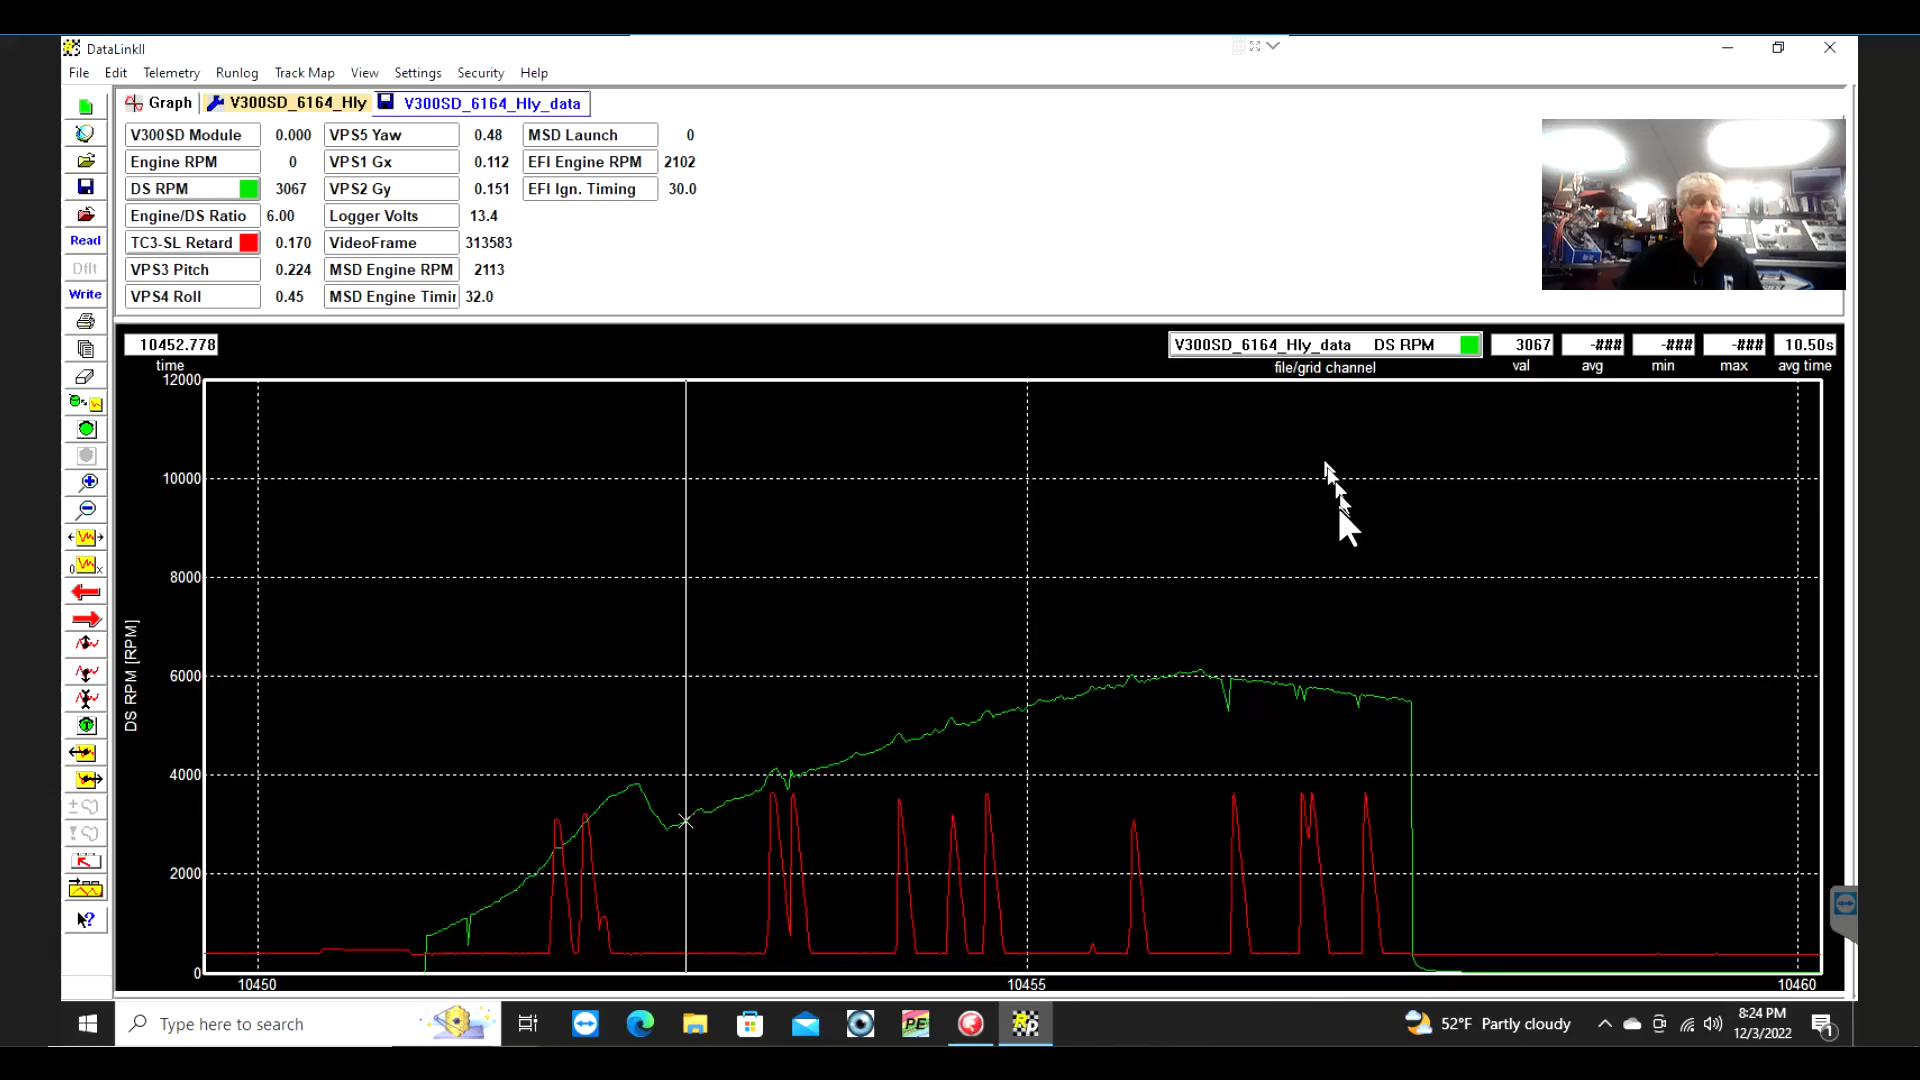 DataLinkII
File Edit Telemetry Runlog Track Map View Settings Security Help
Graph V300SD_6164_Hly V300SD_6164_Hly_data
V300SD Module 0.000 VPS5 Yaw 0.48 MSD Launch 0
Engine RPM 0 VPS1 Gx 0.112 EFI Engine RPM 2102
DS RPM 3067 VPS2 Gy 0.151 EFI Ign. Timing 30.0
Engine/DS Ratio 6.00 Logger Volts 13.4
TC3-SL Retard 0.170 VideoFrame 313583
VPS3 Pitch 0.224 MSD Engine RPM 2113
VPS4 Roll 0.45 MSD Engine Timir 32.0
Read
Dflt
Write
10452.778 V300SD_6164_Hly_data DS RPM 3067 -### -### -### 10.50s
time file/grid channel val avg min max avg time
12000
10000
8000
6000
4000
2000
0
DS RPM [RPM]
10450 10455 10460
Type here to search PE 52°F Partly cloudy 8:24 PM
12/3/2022 1